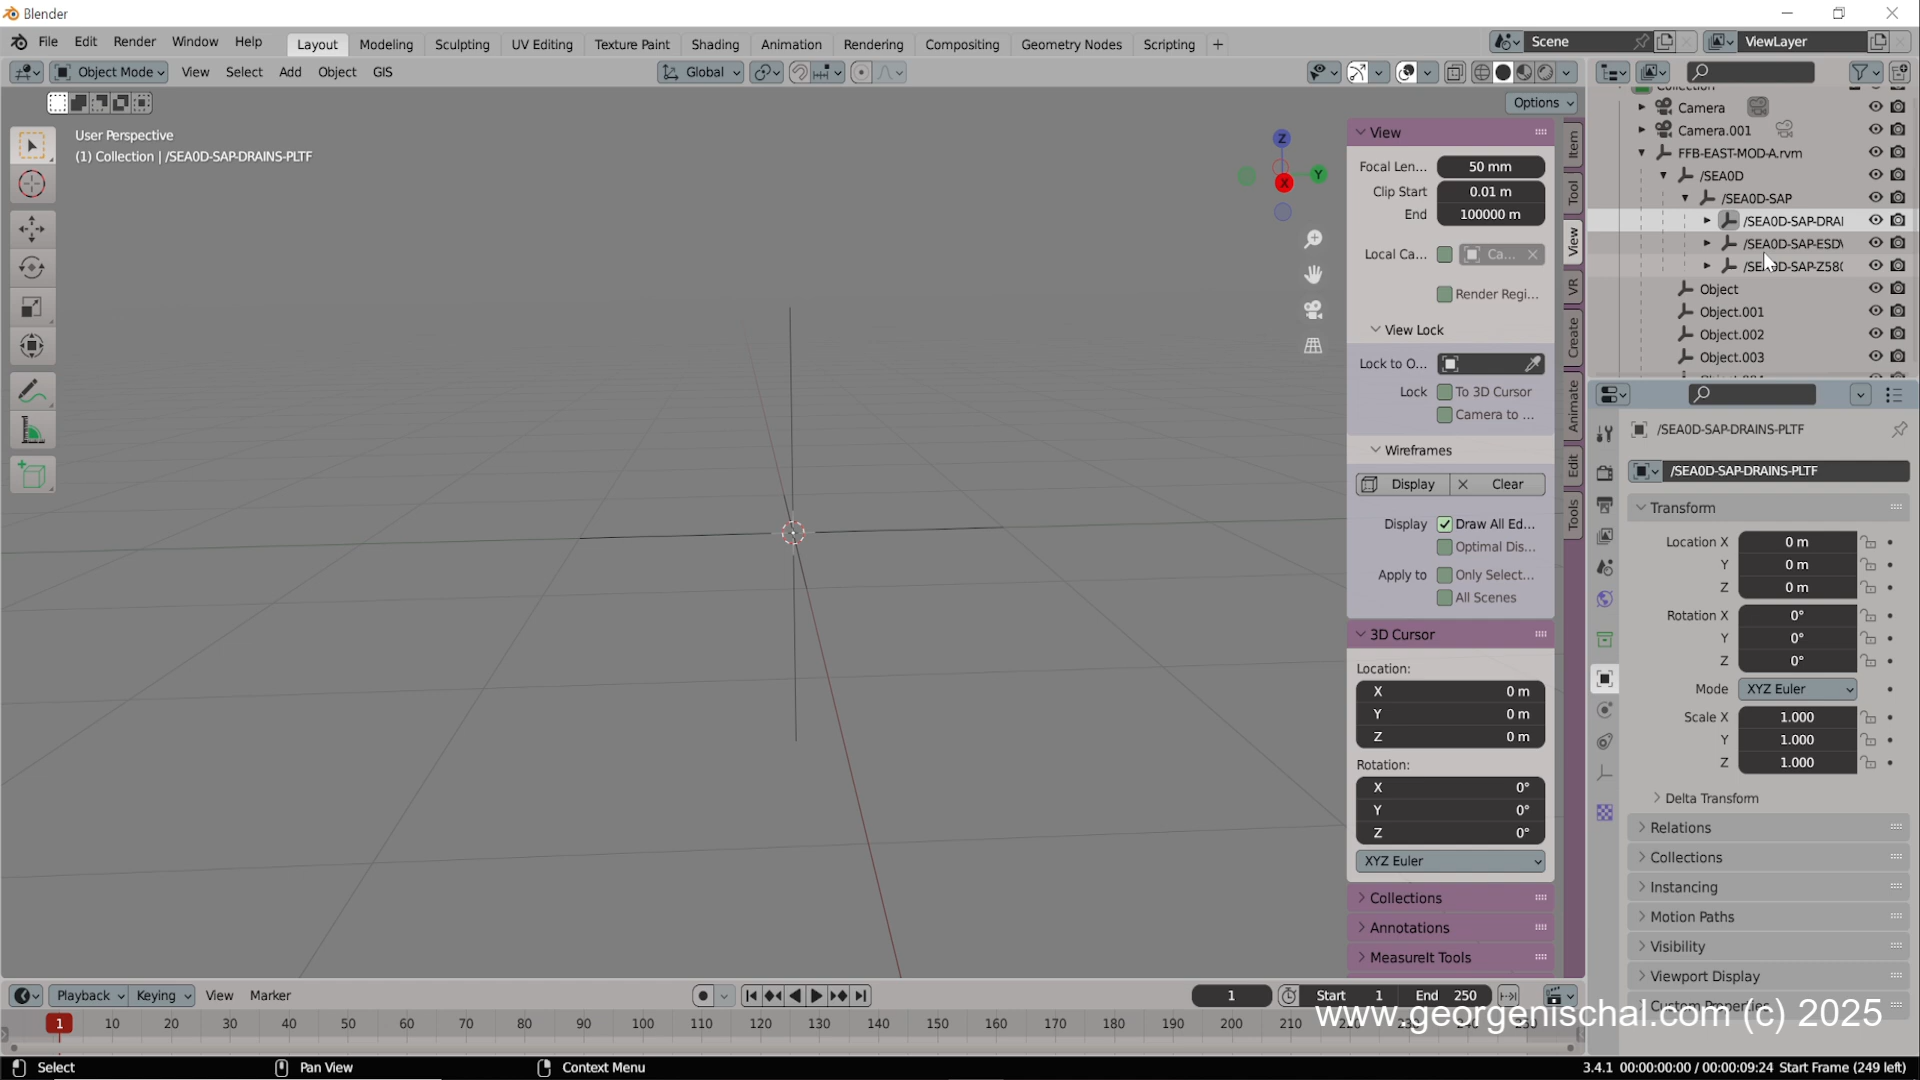 Blender
File Edit Render Window Help Layout Modeling Sculpting UV Editing Texture Paint Shading Animation Rendering Compositing Geometry Nodes Scripting + Scene ViewLayer
Object Mode View Select Add Object GIS Global
Options
User Perspective
(1) Collection | /SEA0D-SAP-DRAINS-PLTF
Z
Y
X
View
Focal Len... 50 mm
Clip Start 0.01 m
End 100000 m
Local Ca... Ca...
Render Regi...
View Lock
Lock to O...
Lock To 3D Cursor
Camera to ...
Wireframes
Display Clear
Display Draw All Ed...
Optimal Dis...
Apply to Only Select...
All Scenes
3D Cursor
Location:
X 0 m
Y 0 m
Z 0 m
Rotation:
X 0°
Y 0°
Z 0°
XYZ Euler
Collections
Annotations
MeasureIt Tools
Item
Tool
View
VR
Create
Animate
Edit
Tools
Collection
Camera
Camera.001
FFB-EAST-MOD-A.rvm
/SEA0D
/SEA0D-SAP
/SEA0D-SAP-DRAI
/SEA0D-SAP-ESD
/SEA0D-SAP-Z580
Object
Object.001
Object.002
Object.003
/SEA0D-SAP-DRAINS-PLTF
/SEA0D-SAP-DRAINS-PLTF
Transform
Location X 0 m
Y 0 m
Z 0 m
Rotation X 0°
Y 0°
Z 0°
Mode XYZ Euler
Scale X 1.000
Y 1.000
Z 1.000
Delta Transform
Relations
Collections
Instancing
Motion Paths
Visibility
Viewport Display
Custom Properties
Playback Keying View Marker 1 Start 1 End 250
1 10 20 30 40 50 60 70 80 90 100 110 120 130 140 150 160 170 180 190 200 210 220 230 240 250
www.georgenischal.com (c) 2025
Select Pan View Context Menu 3.4.1 00:00:00:00 / 00:00:09:24 Start Frame (249 left)